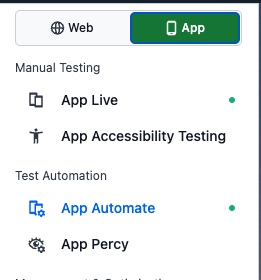 Web
App
Manual Testing
App Live
App Accessibility Testing
Test Automation
App Automate
App Percy